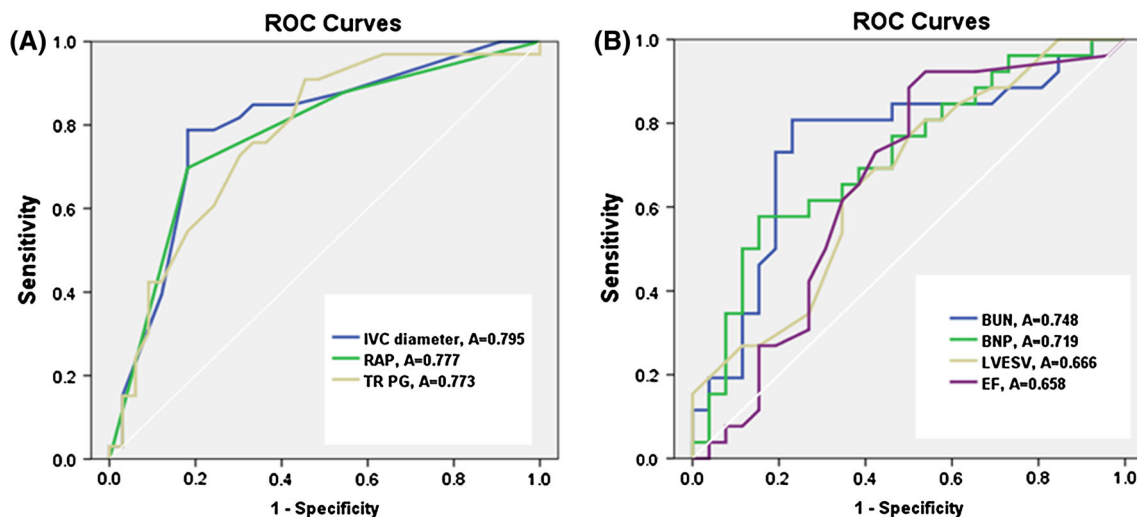 (A)
ROC Curves
1.0
0.8
0.6
0.4
0.2
0.0
Sensitivity
IVC diameter, A=0.795
RAP, A=0.777
TR PG, A=0.773
0.0 0.2 0.4 0.6 0.8 1.0
1 - Specificity
(B)
ROC Curves
1.0
0.8
0.6
0.4
0.2
0.0
Sensitivity
BUN, A=0.748
BNP, A=0.719
LVESV, A=0.666
EF, A=0.658
0.0 0.2 0.4 0.6 0.8 1.0
1 - Specificity